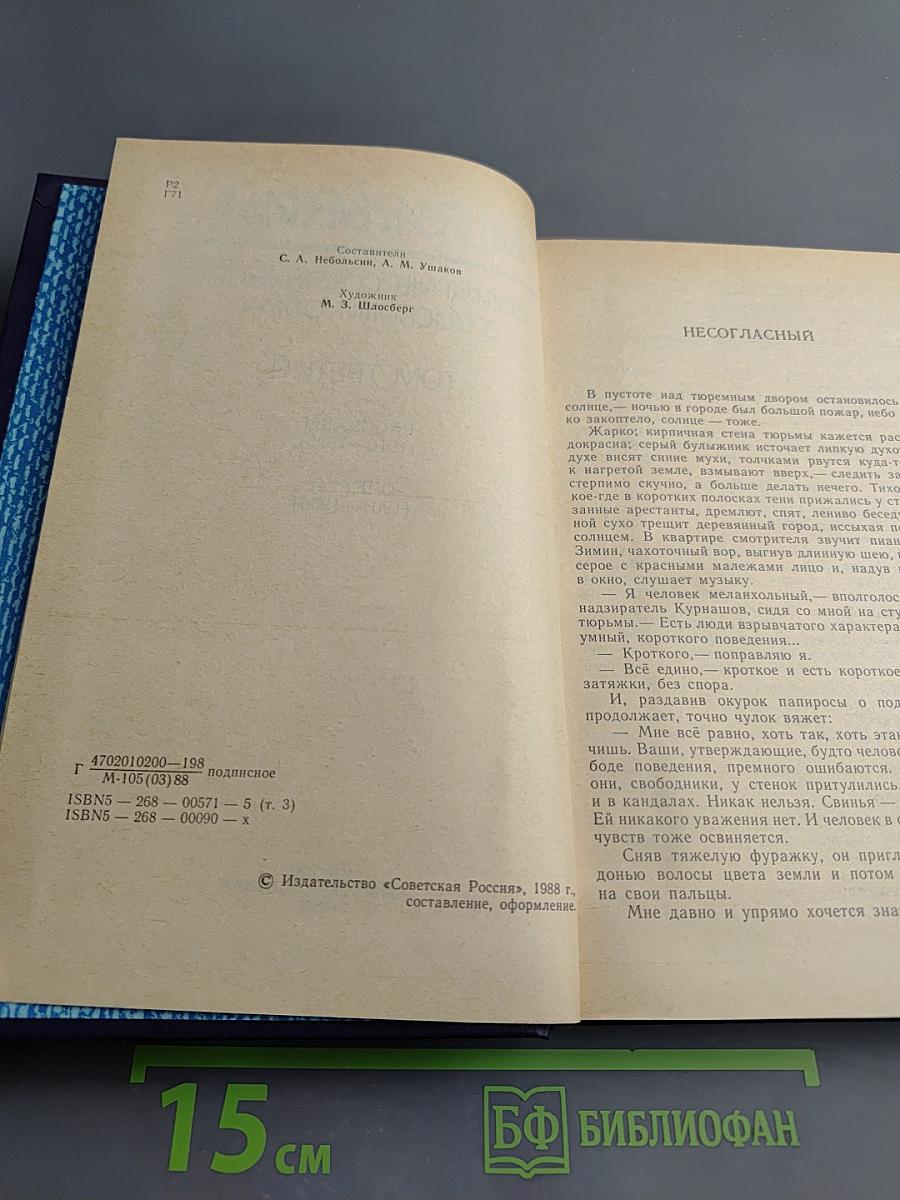 Р2
Г71
Составители
С. А. Небольсин, А. М. Ушаков
Художник
М. З. Шлосберг
Г 4702010200—198
М-105(03)88 подписное
ISBN5 — 268 — 00571 — 5 (т. 3)
ISBN5 — 268 — 00090 — х
© Издательство «Советская Россия», 1988 г.,
составление, оформление.
НЕСОГЛАСНЫЙ
В пустоте над тюремным двором остановилось
солнце,— ночью в городе был большой пожар, небо
ко закоптело, солнце — тоже.
Жарко; кирпичная стена тюрьмы кажется рас
докрасна; серый булыжник источает липкую духо
духе висят синие мухи, толчками рвутся куда-т
к нагретой земле, взмывают вверх,— следить за
стерпимо скучно, а больше делать нечего. Тихо
кое-где в коротких полосках тени прижались у ст
занные арестанты, дремлют, спят, лениво беседу
ной сухо трещит деревянный город, иссыхая по
солнцем. В квартире смотрителя звучит пиан
Зимин, чахоточный вор, выгнув длинную шею,
серое с красными малежами лицо и, надув
в окно, слушает музыку.
— Я человек меланхольный,— вполголос
надзиратель Курнашов, сидя со мной на сту
тюрьмы.— Есть люди взрывчатого характера
умный, короткого поведения...
— Кроткого,— поправляю я.
— Всё едино,— кроткое и есть короткое
затяжки, без спора.
И, раздавив окурок папиросы о под
продолжает, точно чулок вяжет:
— Мне всё равно, хоть так, хоть этак
чишь. Ваши, утверждающие, будто челове
боде поведения, премного ошибаются.
они, свободники, у стенок притулились
и в кандалах. Никак нельзя. Свинья —
Ей никакого уважения нет. И человек в с
чувств тоже освиняется.
Сняв тяжелую фуражку, он пригл
донью волосы цвета земли и потом
на свои пальцы.
Мне давно и упрямо хочется зна
15 см
БФ БИБЛИОФАН